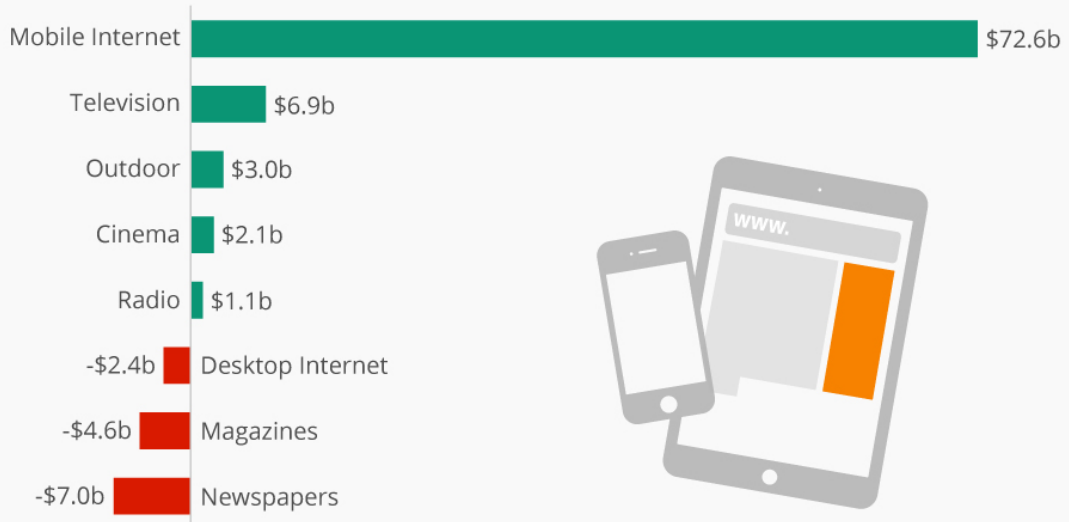 Mobile Internet $72.6b
Television $6.9b
Outdoor $3.0b
Cinema $2.1b
Radio $1.1b
-$2.4b Desktop Internet
-$4.6b Magazines
-$7.0b Newspapers
www.